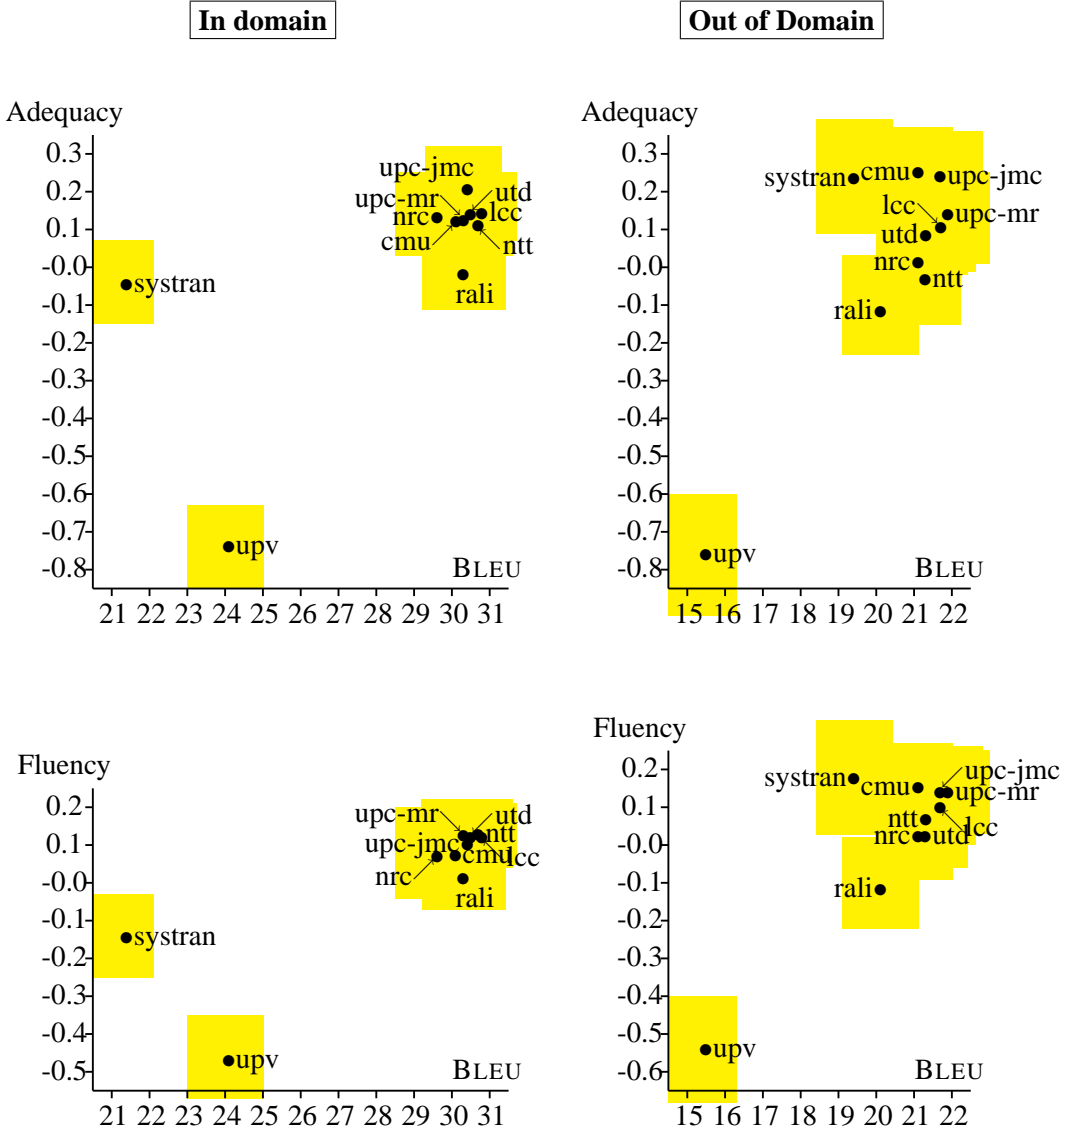 In domain
Out of Domain
Adequacy
0.3
0.2
0.1
-0.0
-0.1
-0.2
-0.3
-0.4
-0.5
-0.6
-0.7
-0.8
upc-jmc
upc-mr
utd
nrc
lcc
cmu
ntt
rali
systran
upv
BLEU
21 22 23 24 25 26 27 28 29 30 31
Adequacy
0.3
0.2
0.1
-0.0
-0.1
-0.2
-0.3
-0.4
-0.5
-0.6
-0.7
-0.8
systran
cmu
upc-jmc
lcc
upc-mr
utd
nrc
ntt
rali
upv
BLEU
15 16 17 18 19 20 21 22
Fluency
0.2
0.1
-0.0
-0.1
-0.2
-0.3
-0.4
-0.5
upc-mr
utd
ntt
upc-jmc
cmu
lcc
nrc
rali
systran
upv
BLEU
21 22 23 24 25 26 27 28 29 30 31
Fluency
0.2
0.1
-0.0
-0.1
-0.2
-0.3
-0.4
-0.5
-0.6
systran
upc-jmc
cmu
upc-mr
ntt
lcc
nrc
utd
rali
upv
BLEU
15 16 17 18 19 20 21 22